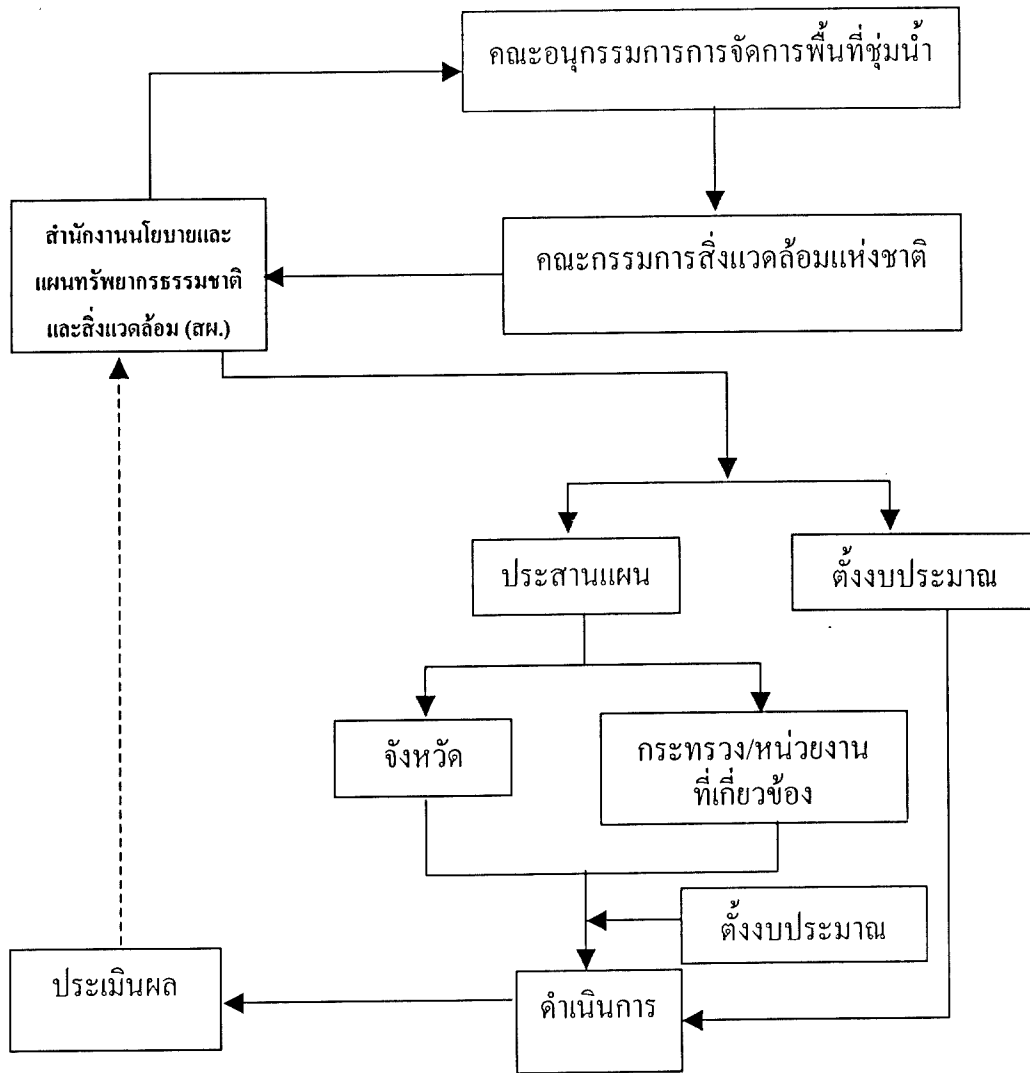 คณะอนุกรรมการการจัดการพื้นที่ชุ่มน้ำ
สำนักงานนโยบายและ
แผนทรัพยากรธรรมชาติ
และสิ่งแวดล้อม (สผ.)
คณะกรรมการสิ่งแวดล้อมแห่งชาติ
ประสานแผน
ตั้งงบประมาณ
จังหวัด
กระทรวง/หน่วยงาน
ที่เกี่ยวข้อง
ตั้งงบประมาณ
ประเมินผล
ดำเนินการ